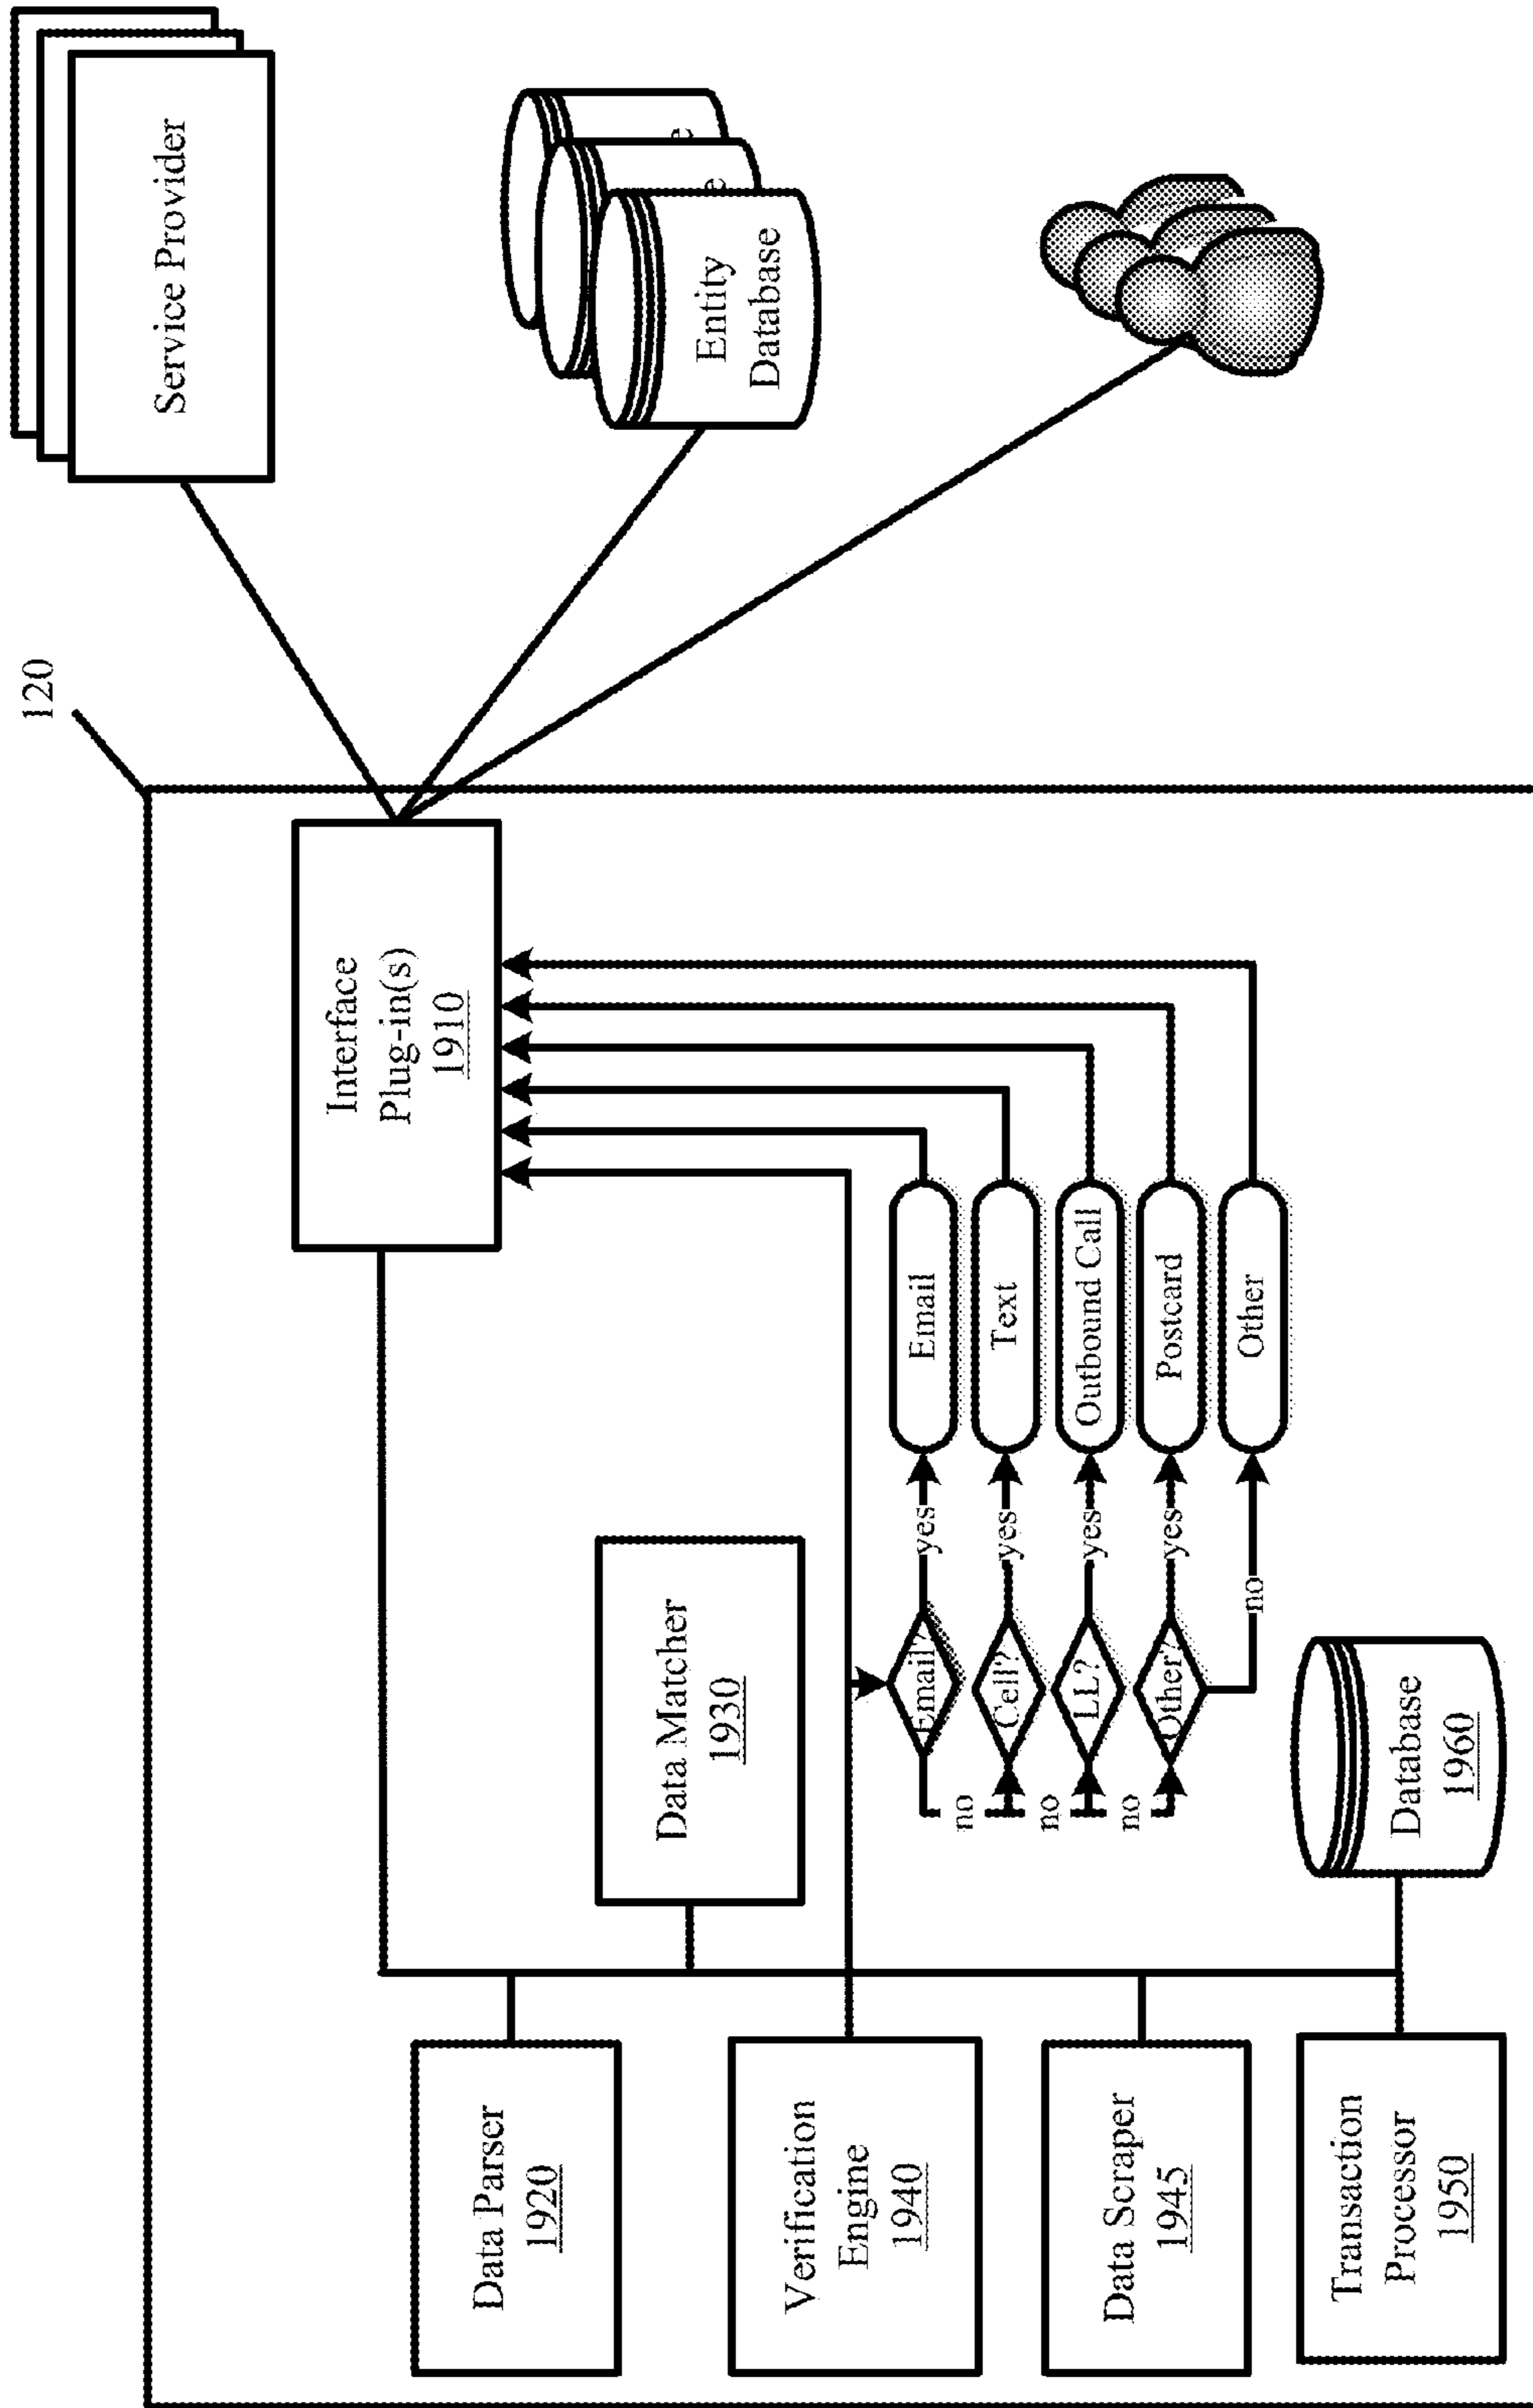 120
Service Provider
e
e
Entity
Database
Interface
Plug-in(s)
1910
Data Parser
1920
Data Matcher
1930
Verification
Engine
1940
Email?
yes
Email
no
Cell?
yes
Text
no
LL?
yes
Outbound Call
no
Other?
yes
Postcard
no
Other
Data Scraper
1945
Transaction
Processor
1950
Database
1960